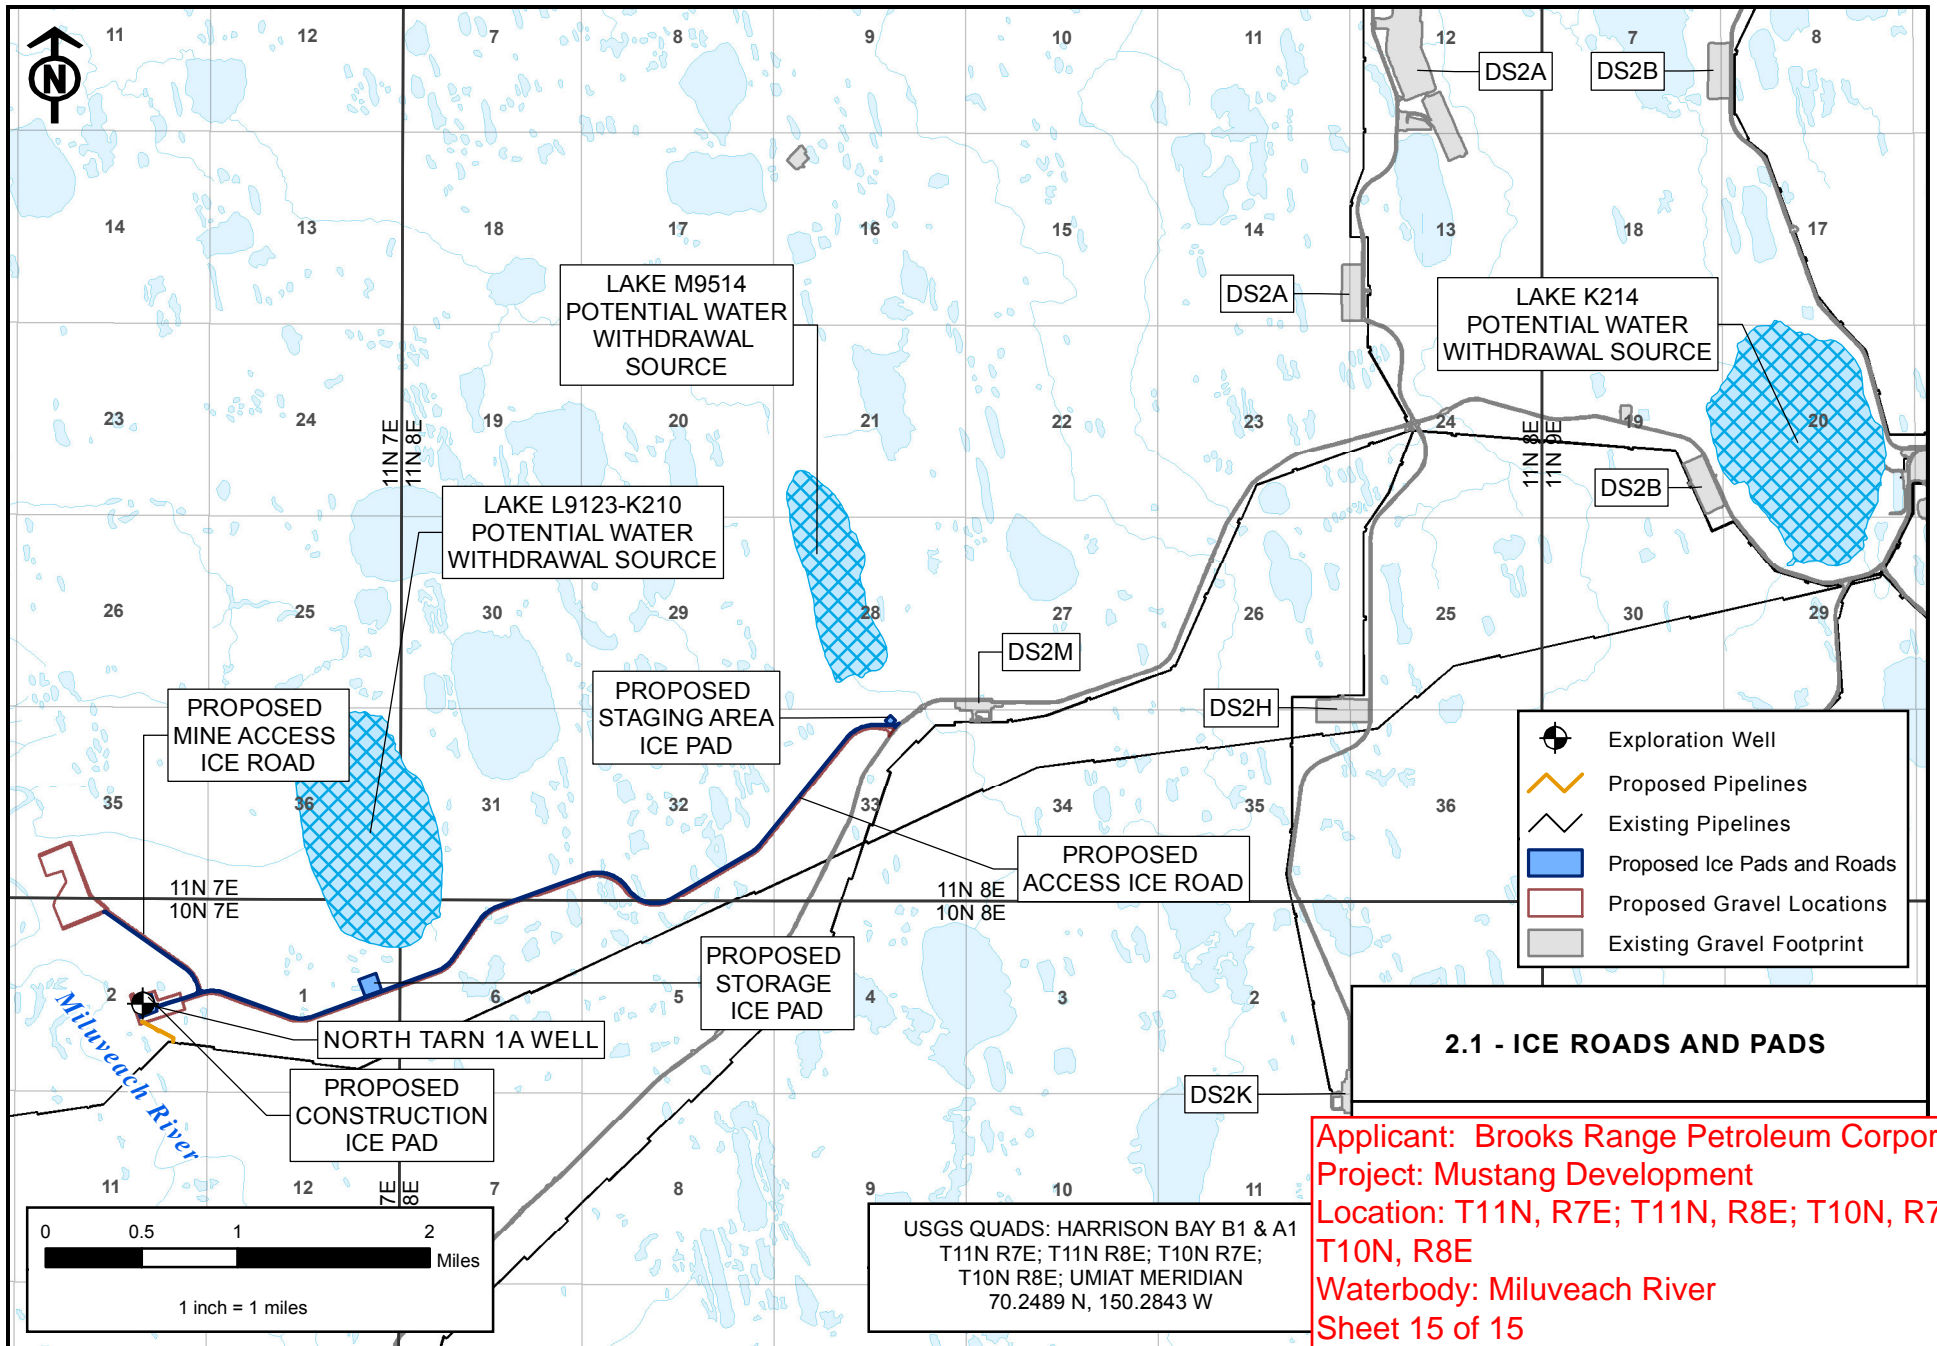 N
11 12 7 8 9 10 11 12 7 8
DS2A
DS2B
14 13 18 17 16 15 14 13 18 17
LAKE M9514
POTENTIAL WATER
WITHDRAWAL
SOURCE
DS2A
LAKE K214
POTENTIAL WATER
WITHDRAWAL SOURCE
23 24 19 20 21 22 23 24 19 20
11N 7E
11N 8E
11N 8E
11N 9E
LAKE L9123-K210
POTENTIAL WATER
WITHDRAWAL SOURCE
DS2B
26 25 30 29 28 27 26 25 30 29
DS2M
PROPOSED
MINE ACCESS
ICE ROAD
PROPOSED
STAGING AREA
ICE PAD
DS2H
35 36 31 32 33 34 35 36
Exploration Well
Proposed Pipelines
Existing Pipelines
Proposed Ice Pads and Roads
Proposed Gravel Locations
Existing Gravel Footprint
PROPOSED
ACCESS ICE ROAD
11N 7E
10N 7E
11N 8E
10N 8E
PROPOSED
STORAGE
ICE PAD
2 1 6 5 4 3 2
Miluveach River
NORTH TARN 1A WELL
2.1 - ICE ROADS AND PADS
PROPOSED
CONSTRUCTION
ICE PAD
DS2K
11 12 7 8 9 10 11
7E
8E
0 0.5 1 2
Miles
1 inch = 1 miles
USGS QUADS: HARRISON BAY B1 & A1
T11N R7E; T11N R8E; T10N R7E;
T10N R8E; UMIAT MERIDIAN
70.2489 N, 150.2843 W
Applicant: Brooks Range Petroleum Corpor
Project: Mustang Development
Location: T11N, R7E; T11N, R8E; T10N, R7
T10N, R8E
Waterbody: Miluveach River
Sheet 15 of 15